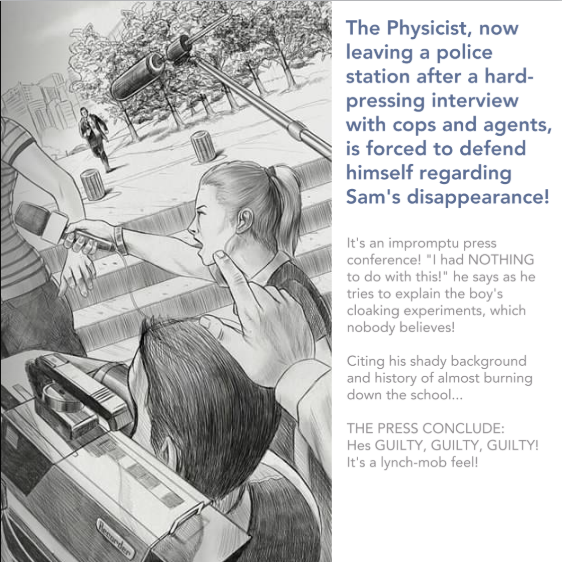 The Physicist, now
leaving a police
station after a hard-
pressing interview
with cops and agents,
is forced to defend
himself regarding
Sam's disappearance!
It's an impromptu press
conference! "I had NOTHING
to do with this!" he says as he
tries to explain the boy's
cloaking experiments, which
nobody believes!
Citing his shady background
and history of almost burning
down the school...
THE PRESS CONCLUDE:
Hes GUILTY, GUILTY, GUILTY!
It's a lynch-mob feel!
Recorder